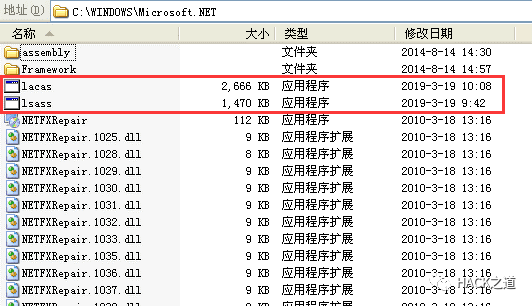 地址(D) C:\WINDOWS\Microsoft.NET
名称 大小 类型 修改日期
assembly 文件夹 2014-8-14 14:30
Framework 文件夹 2014-8-14 14:57
lacas 2,666 KB 应用程序 2019-3-19 10:08
lsass 1,470 KB 应用程序 2019-3-19 9:42
NETFXRepair 112 KB 应用程序 2010-3-18 13:16
NETFXRepair.1025.dll 9 KB 应用程序扩展 2010-3-18 13:16
NETFXRepair.1028.dll 8 KB 应用程序扩展 2010-3-18 13:16
NETFXRepair.1029.dll 9 KB 应用程序扩展 2010-3-18 13:16
NETFXRepair.1030.dll 9 KB 应用程序扩展 2010-3-18 13:16
NETFXRepair.1031.dll 9 KB 应用程序扩展 2010-3-18 13:16
NETFXRepair.1032.dll 9 KB 应用程序扩展 2010-3-18 13:16
NETFXRepair.1033.dll 9 KB 应用程序扩展 2010-3-18 13:16
NETFXRepair.1035.dll 9 KB 应用程序扩展 2010-3-18 13:16
NETFXRepair.1036.dll 9 KB 应用程序扩展 2010-3-18 13:16
NETFXRepair.1037.dll 9 KB 应用程序扩展 2010-3-18 13:16
HACK之道